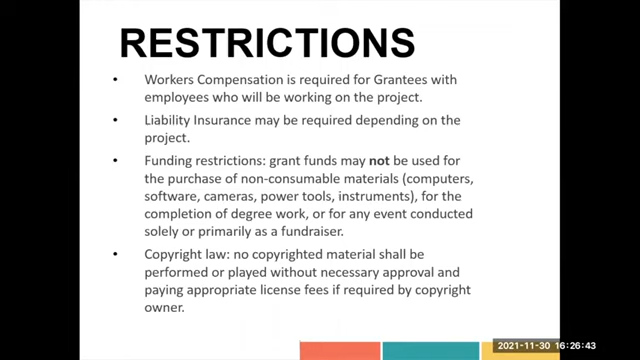 RESTRICTIONS
• Workers Compensation is required for Grantees with
employees who will be working on the project.
• Liability Insurance may be required depending on the
project.
• Funding restrictions: grant funds may not be used for
the purchase of non-consumable materials (computers,
software, cameras, power tools, instruments), for the
completion of degree work, or for any event conducted
solely or primarily as a fundraiser.
• Copyright law: no copyrighted material shall be
performed or played without necessary approval and
paying appropriate license fees if required by copyright
owner.
2021-11-30 16:26:43